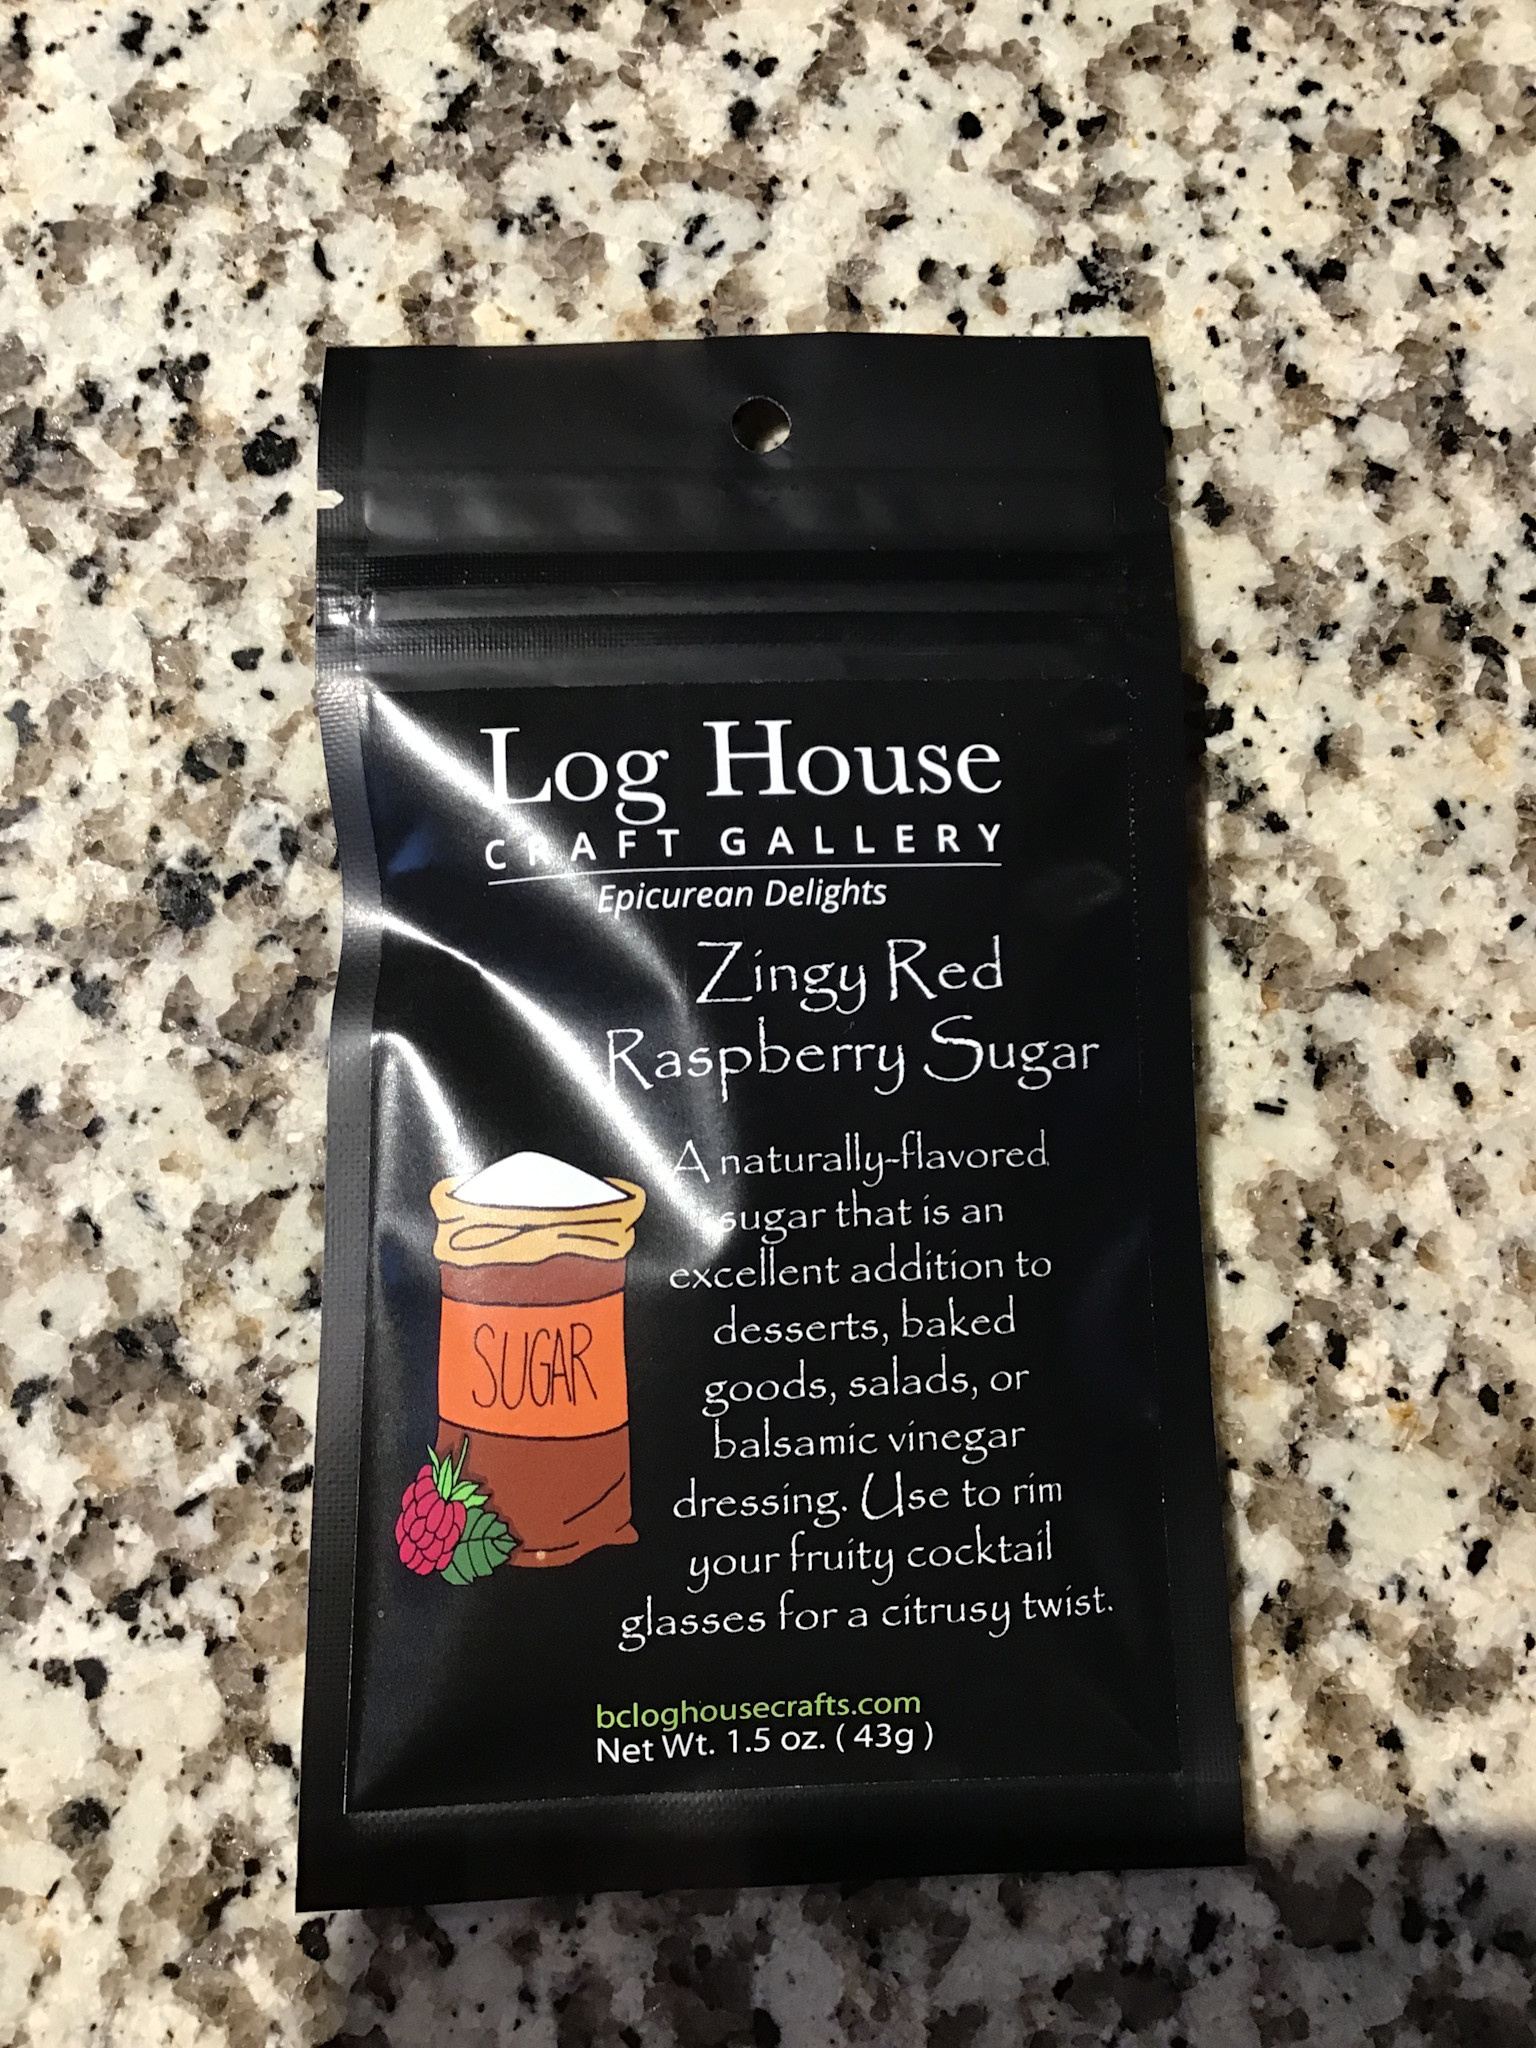 Log House
CRAFT GALLERY
Epicurean Delights
Zingy Red
Raspberry Sugar
A naturally-flavored
sugar that is an
excellent addition to
desserts, baked
goods, salads, or
balsamic vinegar
dressing. Use to rim
your fruity cocktail
glasses for a citrusy twist.
SUGAR
bcloghousecrafts.com
Net Wt. 1.5 oz. ( 43g )